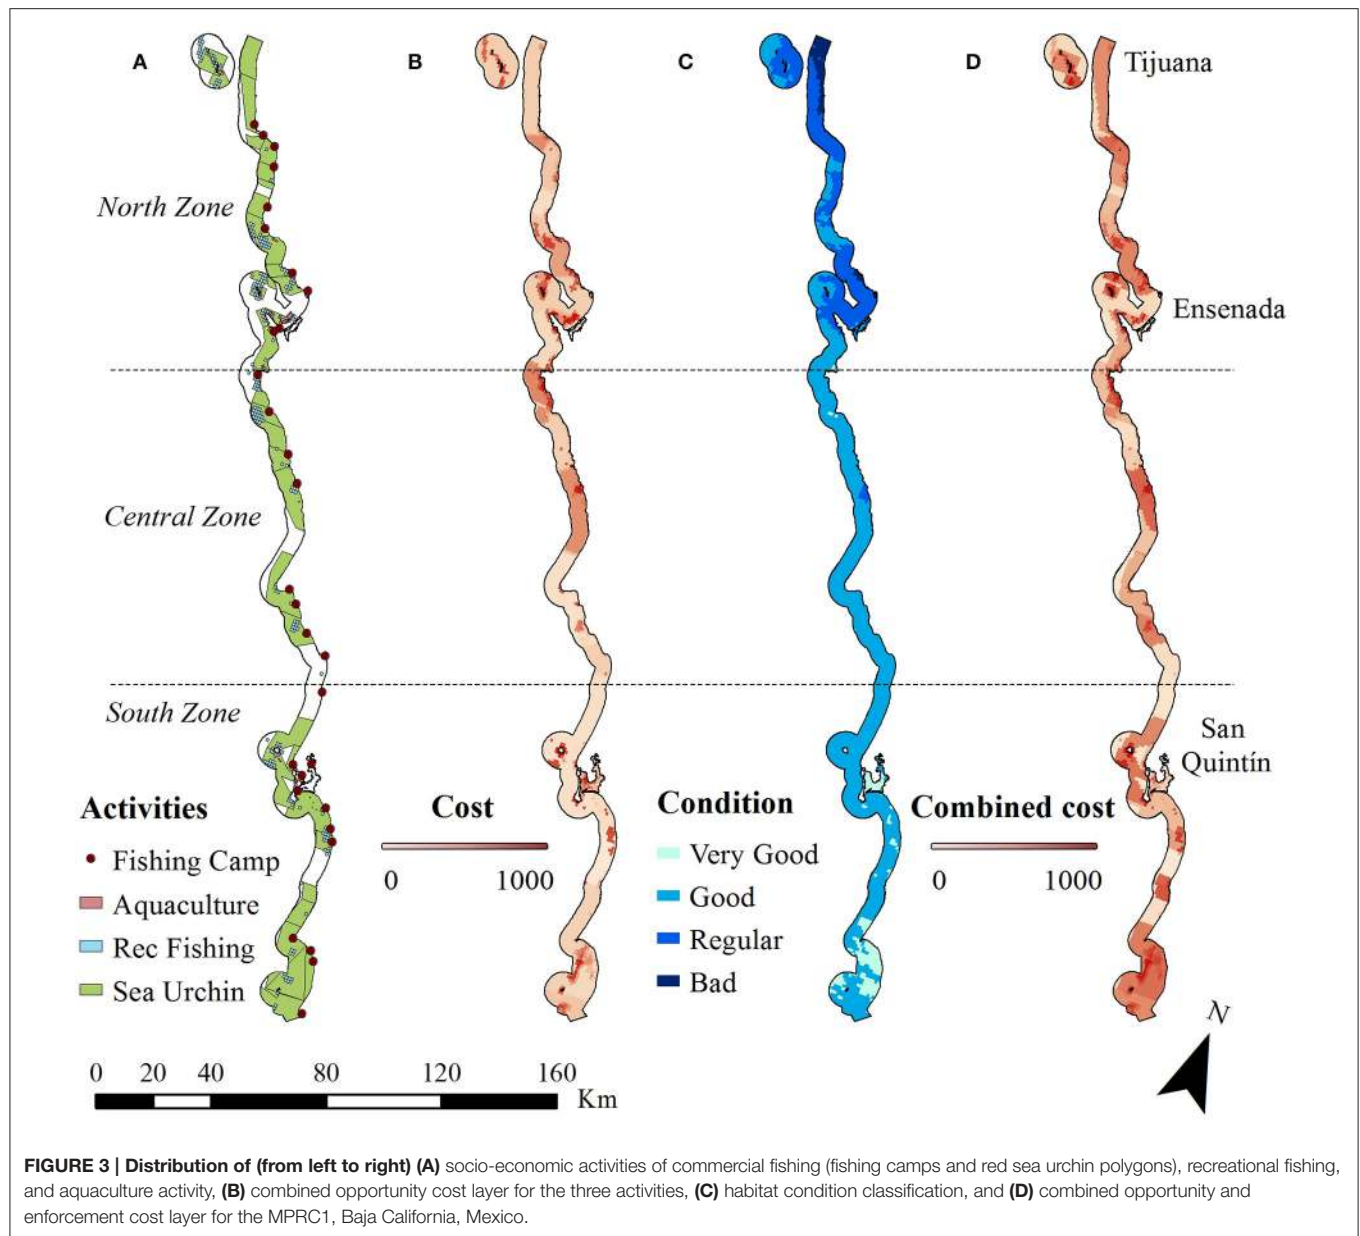 A
B
C
D
Tijuana
North Zone
Ensenada
Central Zone
South Zone
San
Quintín
Activities
Fishing Camp
Aquaculture
Rec Fishing
Sea Urchin
Cost
0 1000
Condition
Very Good
Good
Regular
Bad
Combined cost
0 1000
N
0 20 40 80 120 160
Km
FIGURE 3 | Distribution of (from left to right) (A) socio-economic activities of commercial fishing (fishing camps and red sea urchin polygons), recreational fishing,
and aquaculture activity, (B) combined opportunity cost layer for the three activities, (C) habitat condition classification, and (D) combined opportunity and
enforcement cost layer for the MPRC1, Baja California, Mexico.